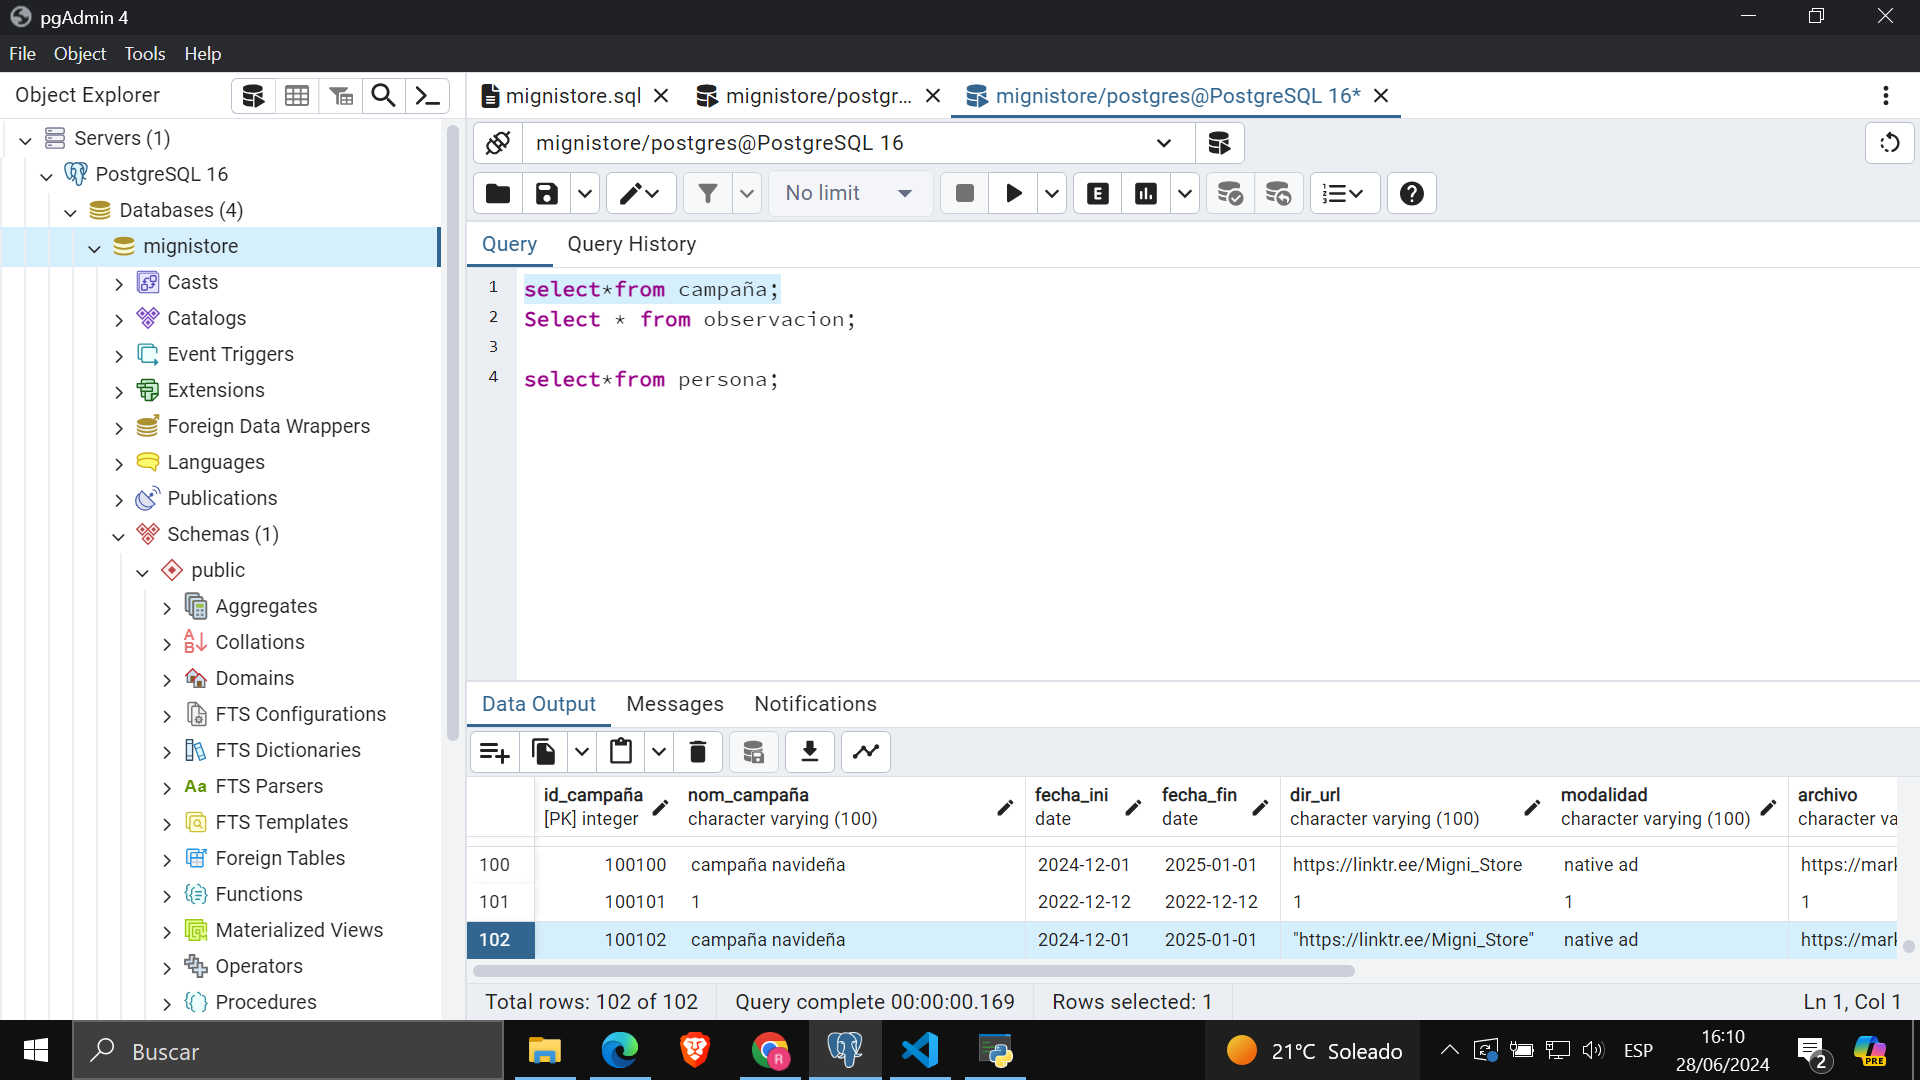 pgAdmin 4
File Object Tools Help
Object Explorer
mignistore.sql
mignistore/postgr...
mignistore/postgres@PostgreSQL 16*
Servers (1)
PostgreSQL 16
Databases (4)
mignistore
Casts
Catalogs
Event Triggers
Extensions
Foreign Data Wrappers
Languages
Publications
Schemas (1)
public
Aggregates
Collations
Domains
FTS Configurations
FTS Dictionaries
FTS Parsers
FTS Templates
Foreign Tables
Functions
Materialized Views
Operators
Procedures
mignistore/postgres@PostgreSQL 16
No limit
Query Query History
1 select*from campaña;
2 Select * from observacion;
3
4 select*from persona;
Data Output Messages Notifications
id_campaña nom_campaña fecha_ini fecha_fin dir_url modalidad archivo
[PK] integer character varying (100) date date character varying (100) character varying (100) character va
100 100100 campaña navideña 2024-12-01 2025-01-01 https://linktr.ee/Migni_Store native ad https://mark
101 100101 1 2022-12-12 2022-12-12 1 1 1
102 100102 campaña navideña 2024-12-01 2025-01-01 "https://linktr.ee/Migni_Store" native ad https://mark
Total rows: 102 of 102 Query complete 00:00:00.169 Rows selected: 1 Ln 1, Col 1
Buscar
21°C Soleado
ESP
16:10
28/06/2024
2
PRE